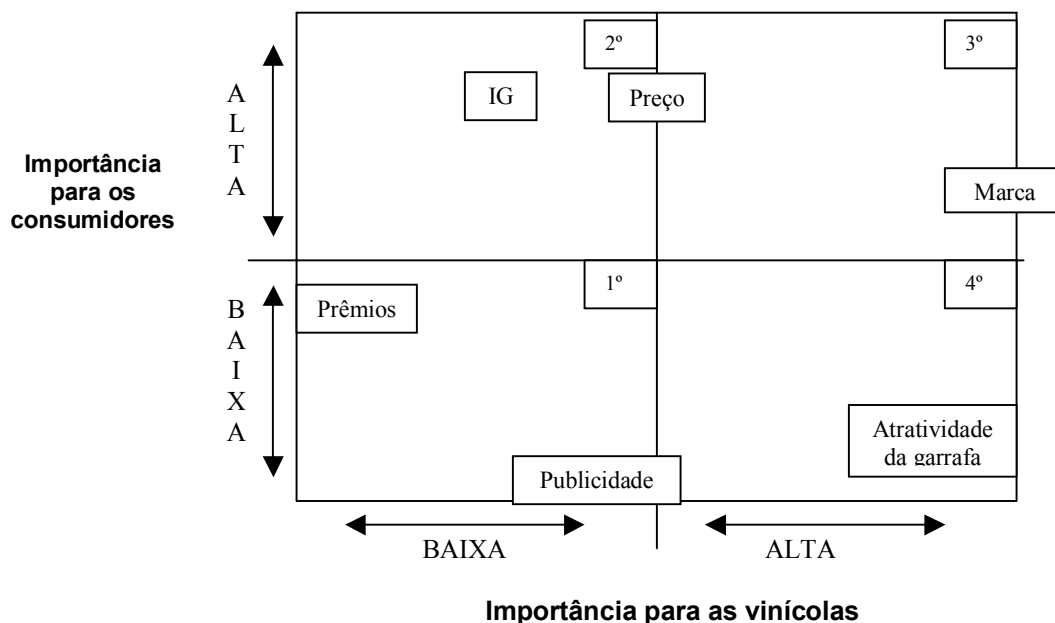 2º
3º
IG
Preço
A
L
T
A
Importância
para os
consumidores
Marca
1º
4º
Prêmios
B
A
I
X
A
Atratividade
da garrafa
Publicidade
BAIXA
ALTA
Importância para as vinícolas